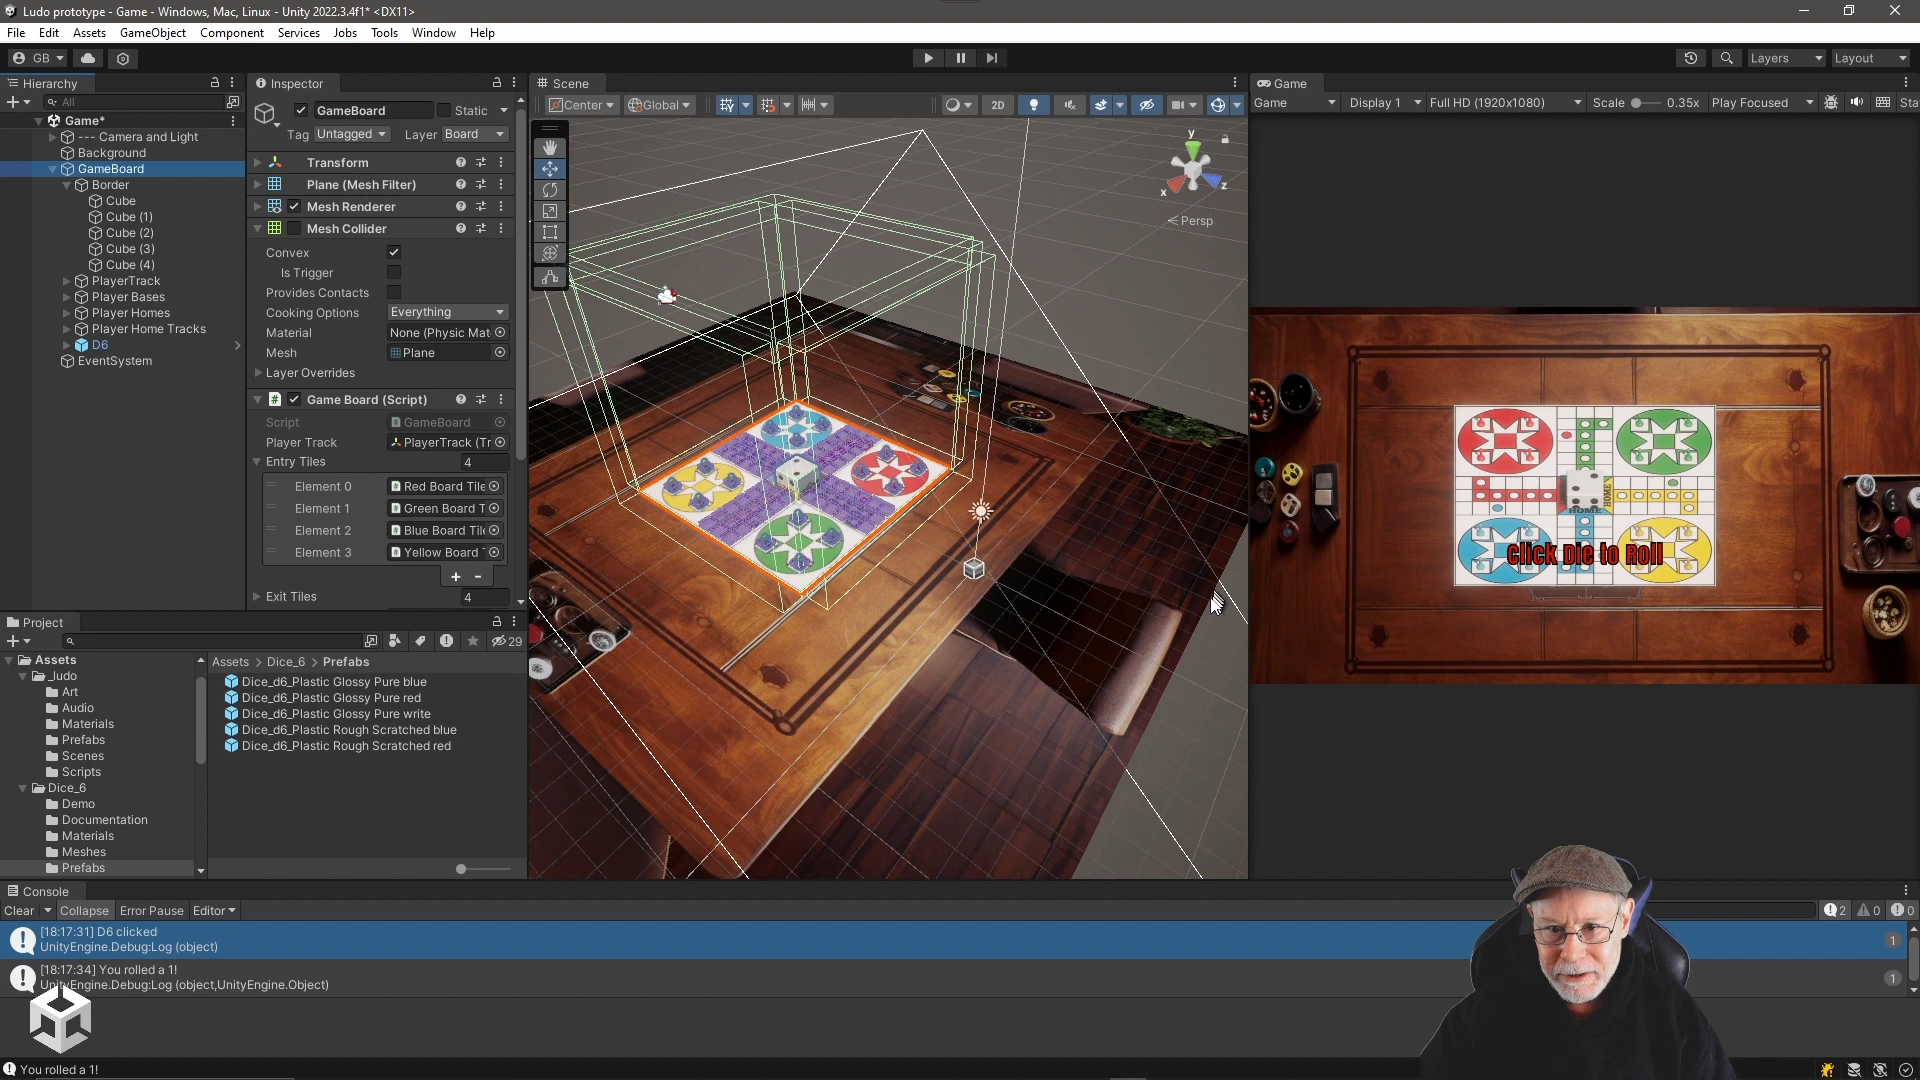 Ludo prototype - Game - Windows, Mac, Linux - Unity 2022.3.4f1* <DX11>
File Edit Assets GameObject Component Services Jobs Tools Window Help
GB
Layers Layout
Hierarchy
All
Game*
--- Camera and Light
Background
GameBoard
Border
Cube
Cube (1)
Cube (2)
Cube (3)
Cube (4)
PlayerTrack
Player Bases
Player Homes
Player Home Tracks
D6
EventSystem
Inspector
GameBoard Static
Tag Untagged Layer Board
Transform
Plane (Mesh Filter)
Mesh Renderer
Mesh Collider
Convex
Is Trigger
Provides Contacts
Cooking Options Everything
Material None (Physic Mat
Mesh Plane
Layer Overrides
Game Board (Script)
Script GameBoard
Player Track PlayerTrack (Tr
Entry Tiles 4
Element 0 Red Board Tile
Element 1 Green Board T
Element 2 Blue Board Tile
Element 3 Yellow Board T
+ -
Exit Tiles 4
Scene
Center Global 2D
y
x z
Persp
Game
Game Display 1 Full HD (1920x1080) Scale 0.35x Play Focused Sta
HOME
HOME
click Die to Roll
Project
29
Assets
_ludo
Art
Audio
Materials
Prefabs
Scenes
Scripts
Dice_6
Demo
Documentation
Materials
Meshes
Prefabs
Assets > Dice_6 > Prefabs
Dice_d6_Plastic Glossy Pure blue
Dice_d6_Plastic Glossy Pure red
Dice_d6_Plastic Glossy Pure write
Dice_d6_Plastic Rough Scratched blue
Dice_d6_Plastic Rough Scratched red
Console
Clear Collapse Error Pause Editor 2 0 0
[18:17:31] D6 clicked
UnityEngine.Debug:Log (object)
1
[18:17:34] You rolled a 1!
UnityEngine.Debug:Log (object,UnityEngine.Object)
1
You rolled a 1!